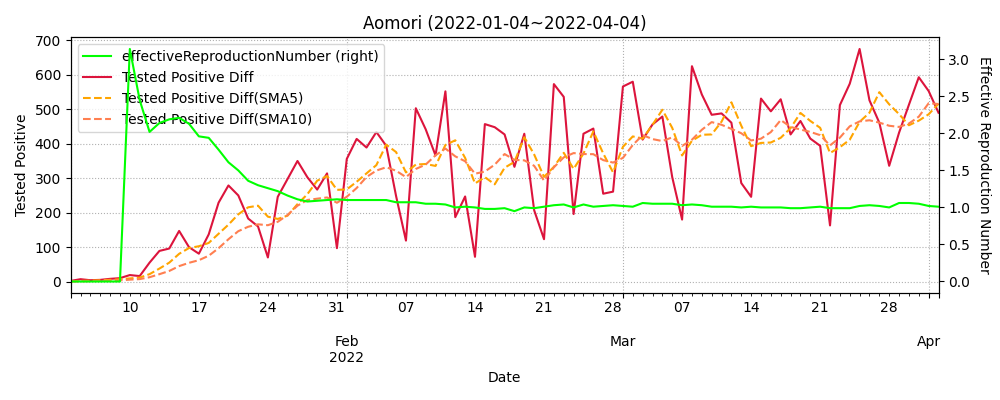 Aomori (2022-01-04~2022-04-04)
effectiveReproductionNumber (right)
Tested Positive Diff
Tested Positive Diff(SMA5)
Tested Positive Diff(SMA10)
Tested Positive
700
600
500
400
300
200
100
0
3.0
2.5
2.0
1.5
1.0
0.5
0.0
Effective Reproduction Number
10 17 24 31 07 14 21 28 07 14 21 28
Feb Mar Apr
2022
Date